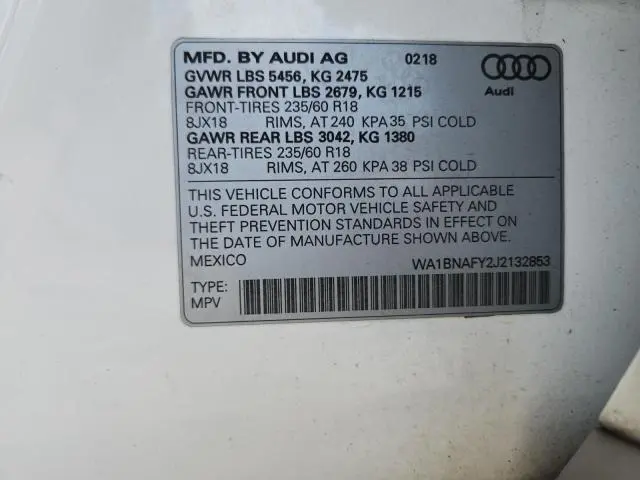 MFD. BY AUDI AG 0218
GVWR LBS 5456, KG 2475
GAWR FRONT LBS 2679, KG 1215
FRONT-TIRES 235/60 R18
8JX18 RIMS, AT 240 KPA 35 PSI COLD
GAWR REAR LBS 3042, KG 1380
REAR-TIRES 235/60 R18
8JX18 RIMS, AT 260 KPA 38 PSI COLD
Audi
THIS VEHICLE CONFORMS TO ALL APPLICABLE
U.S. FEDERAL MOTOR VEHICLE SAFETY AND
THEFT PREVENTION STANDARDS IN EFFECT ON
THE DATE OF MANUFACTURE SHOWN ABOVE.
MEXICO WA1BNAFY2J2132853
TYPE:
MPV